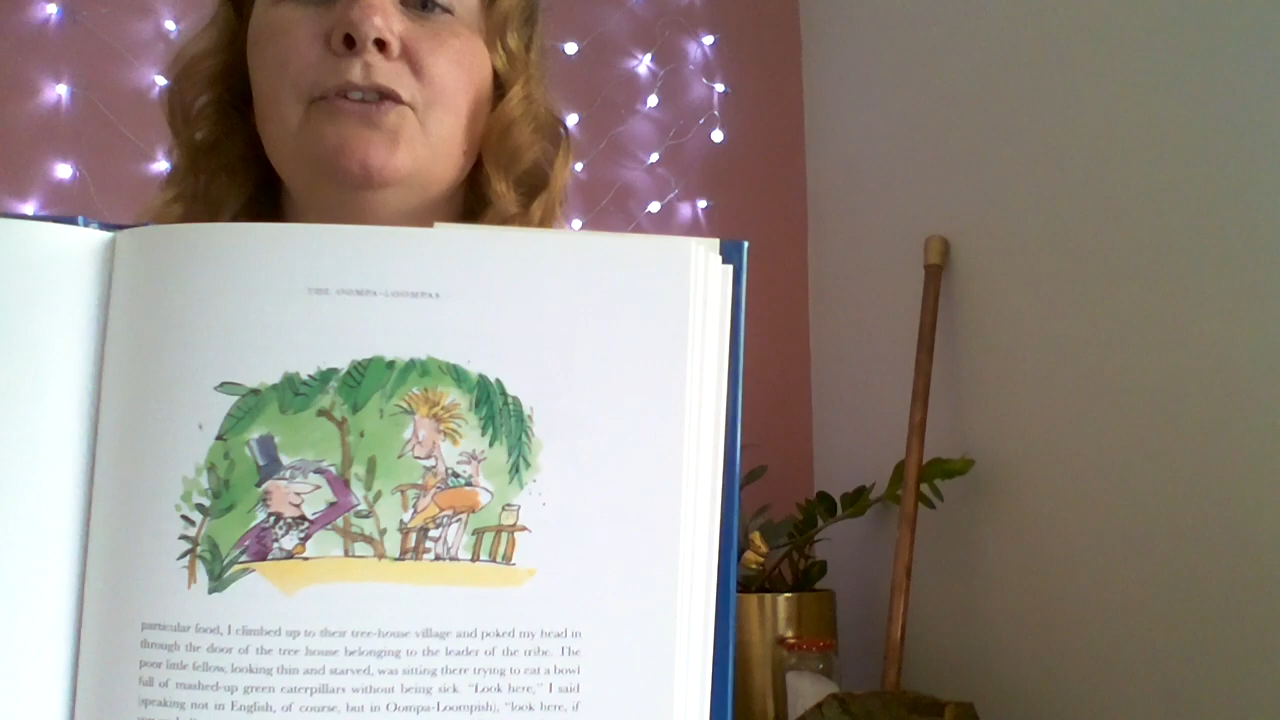 THE OOMPA-LOOMPAS
particular food, I climbed up to their tree-house village and poked my head in
through the door of the tree house belonging to the leader of the tribe. The
poor little fellow, looking thin and starved, was sitting there trying to eat a bowl
full of mashed-up green caterpillars without being sick. "Look here," I said
(speaking not in English, of course, but in Oompa-Loompish), "look here, if